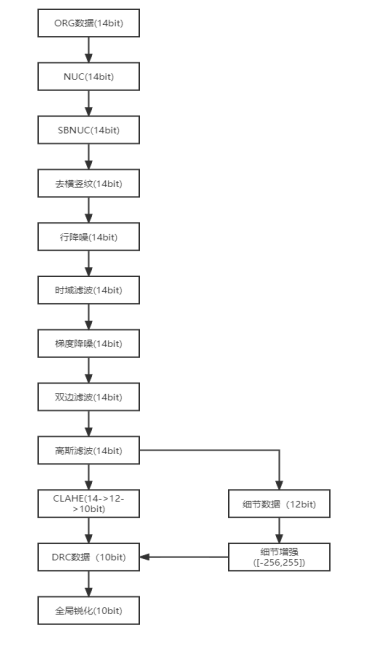 ORG数据(14bit)
NUC(14bit)
SBNUC(14bit)
去横竖纹(14bit)
行降噪(14bit)
时域滤波(14bit)
梯度降噪(14bit)
双边滤波(14bit)
高斯滤波(14bit)
CLAHE(14->12-
>10bit)
细节数据（12bit)
DRC数据（10bit)
细节增强
([-256,255])
全局锐化(10bit)